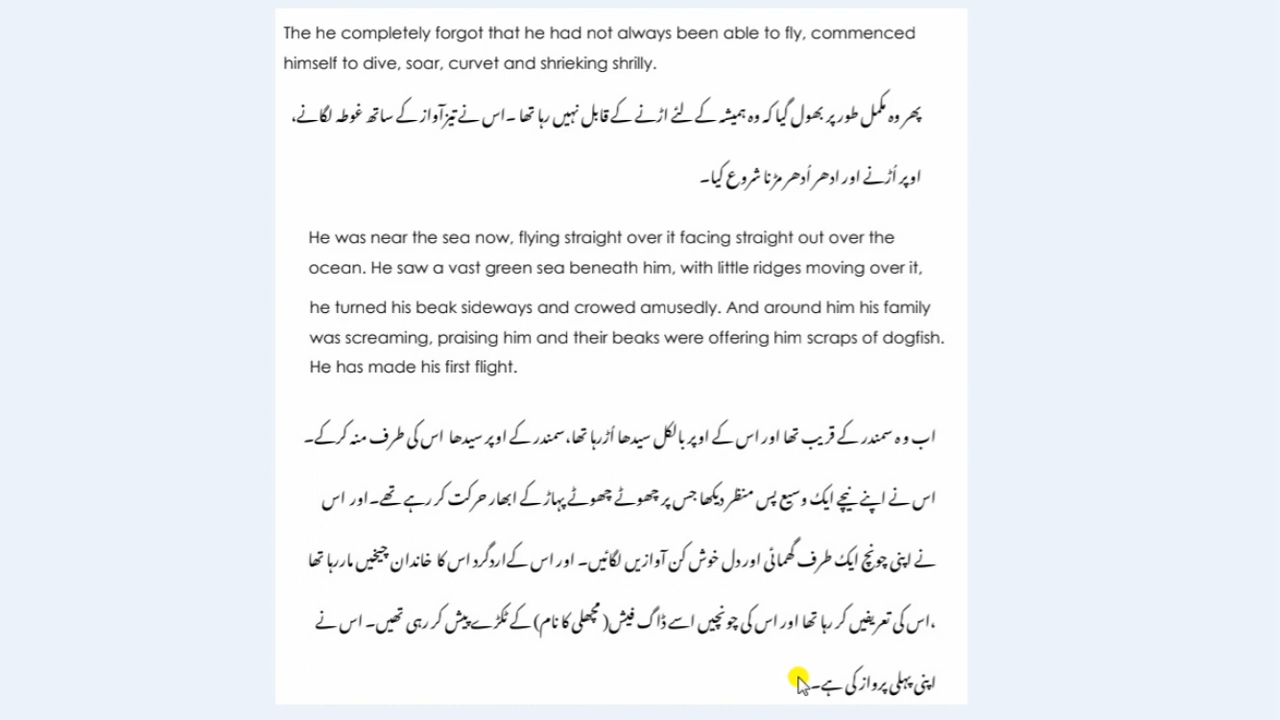 The he completely forgot that he had not always been able to fly, commenced
himself to dive, soar, curvet and shrieking shrilly.
پھر وہ مکمل طور پر بھول گیا کہ وہ ہمیشہ کے لئے اڑنے کے قابل نہیں رہا تھا ۔اس نے تیز آواز کے ساتھ غوطہ لگانے،
اوپر اُڑنے اور ادھر اُدھر مڑنا شروع کیا۔
He was near the sea now, flying straight over it facing straight out over the
ocean. He saw a vast green sea beneath him, with little ridges moving over it,
he turned his beak sideways and crowed amusedly. And around him his family
was screaming, praising him and their beaks were offering him scraps of dogfish.
He has made his first flight.
اب وہ سمندر کے قریب تھا اور اس کے اوپر بالکل سیدھا اُڑ رہا تھا،سمندر کے اوپر سیدھا اس کی طرف منہ کرکے۔
اس نے اپنے نیچے ایک وسیع پس منظر دیکھا جس پر چھوٹے چھوٹے پہاڑ کے ابھار حرکت کر رہے تھے۔اور اس
نے اپنی چونچ ایک طرف گھمائی اور دل خوش کن آوازیں لگائیں۔ اور اس کے اردگرد اس کا خاندان چیخیں مار رہا تھا
،اس کی تعریفیں کر رہا تھا اور اس کی چونچیں اسے ڈاگ فیش(مچھلی کا نام) کے ٹکڑے پیش کر رہی تھیں۔ اس نے
اپنی پہلی پرواز کی ہے۔